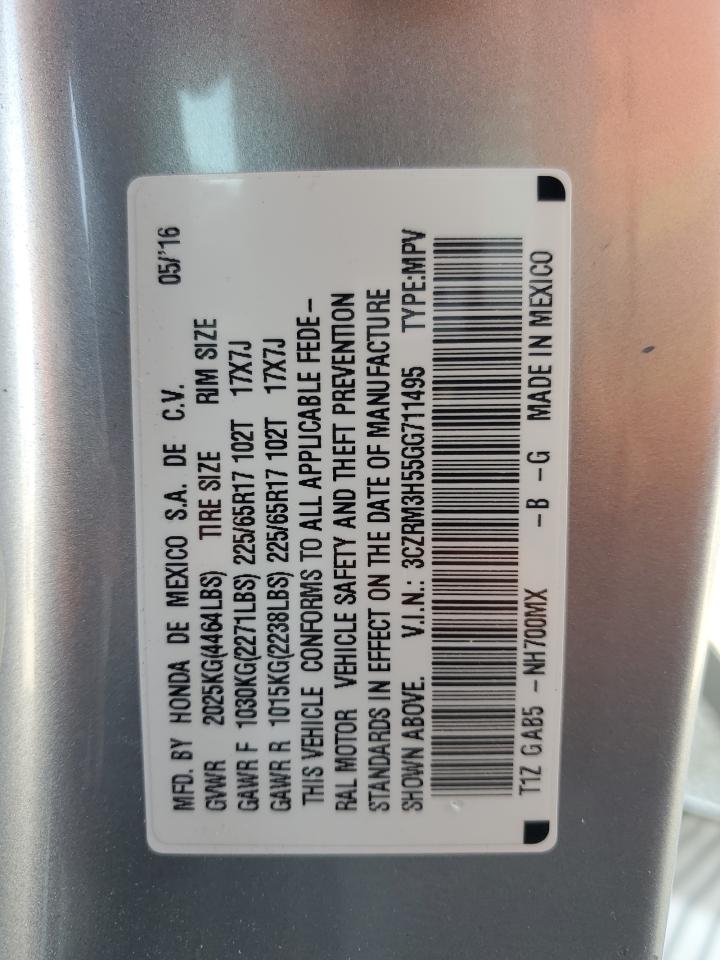 MFD. BY HONDA DE MEXICO S.A. DE C.V. 05/'16
GVWR 2025KG(4464LBS) TIRE SIZE RIM SIZE
GAWR F 1030KG(2271LBS) 225/65R17 102T 17X7J
GAWR R 1015KG(2238LBS) 225/65R17 102T 17X7J
THIS VEHICLE CONFORMS TO ALL APPLICABLE FEDE-
RAL MOTOR VEHICLE SAFETY AND THEFT PREVENTION
STANDARDS IN EFFECT ON THE DATE OF MANUFACTURE
SHOWN ABOVE. V.I.N.: 3CZRM3H55GG711495 TYPE:MPV
T1Z GAB5 -NH700MX -B -G MADE IN MEXICO